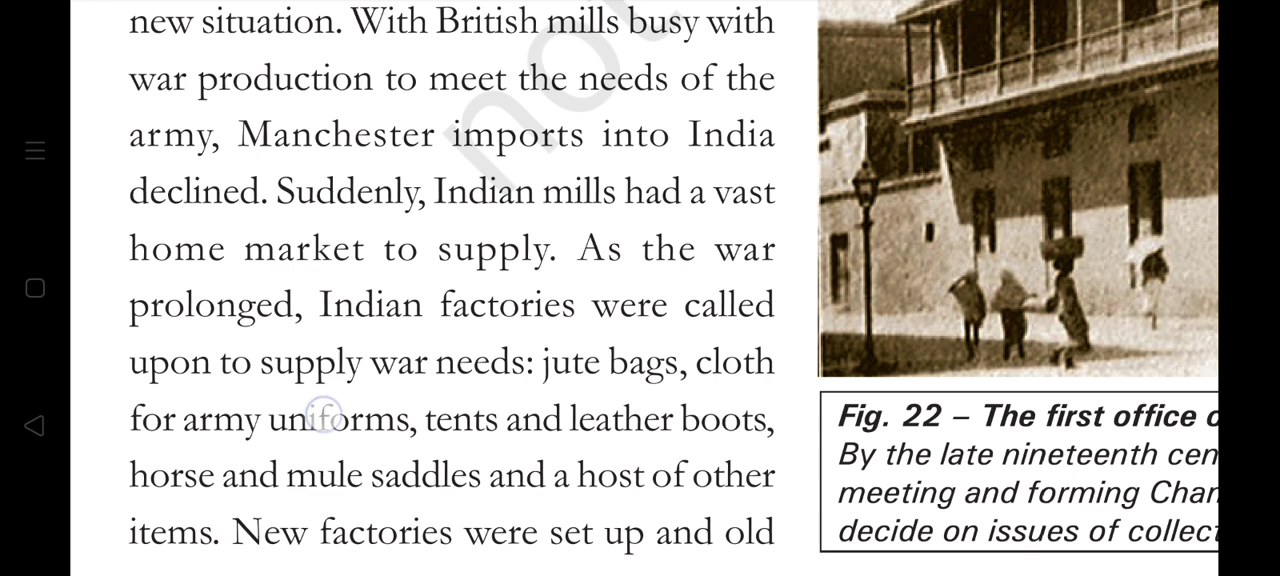 new situation. With British mills busy with
war production to meet the needs of the
army, Manchester imports into India
declined. Suddenly, Indian mills had a vast
home market to supply. As the war
prolonged, Indian factories were called
upon to supply war needs: jute bags, cloth
for army uniforms, tents and leather boots,
horse and mule saddles and a host of other
items. New factories were set up and old
not
Fig. 22 – The first office
By the late nineteenth cen
meeting and forming Cham
decide on issues of collect